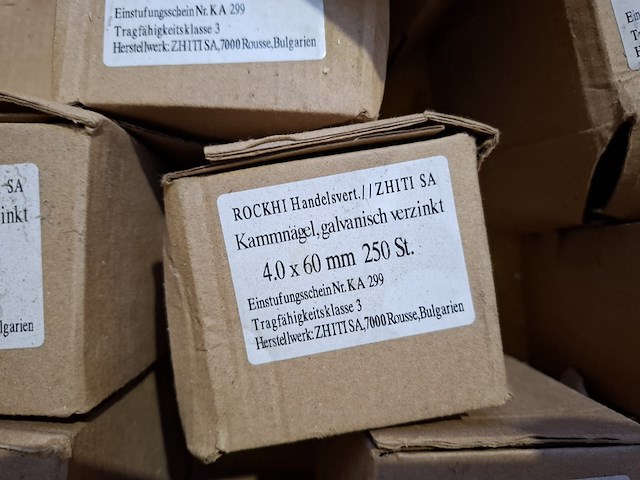 Einstufungsschein Nr. KA 299
Tragfähigkeitsklasse 3
Herstellwerk: ZHITI SA, 7000 Rousse, Bulgarien
SA
inkt
lgarien
ROCKHI Handelsvert.//ZHITI SA
Kammnägel, galvanisch verzinkt
4.0 x 60 mm 250 St.
Einstufungsschein Nr. KA 299
Tragfähigkeitsklasse 3
Herstellwerk: ZHITI SA, 7000 Rousse, Bulgarien